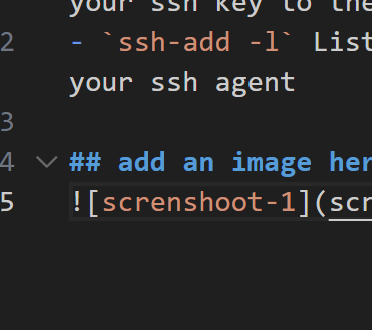 your ssh key to the
2 - `ssh-add -l` List
your ssh agent
3
4 ## add an image her
5 ![screnshoot-1](scr